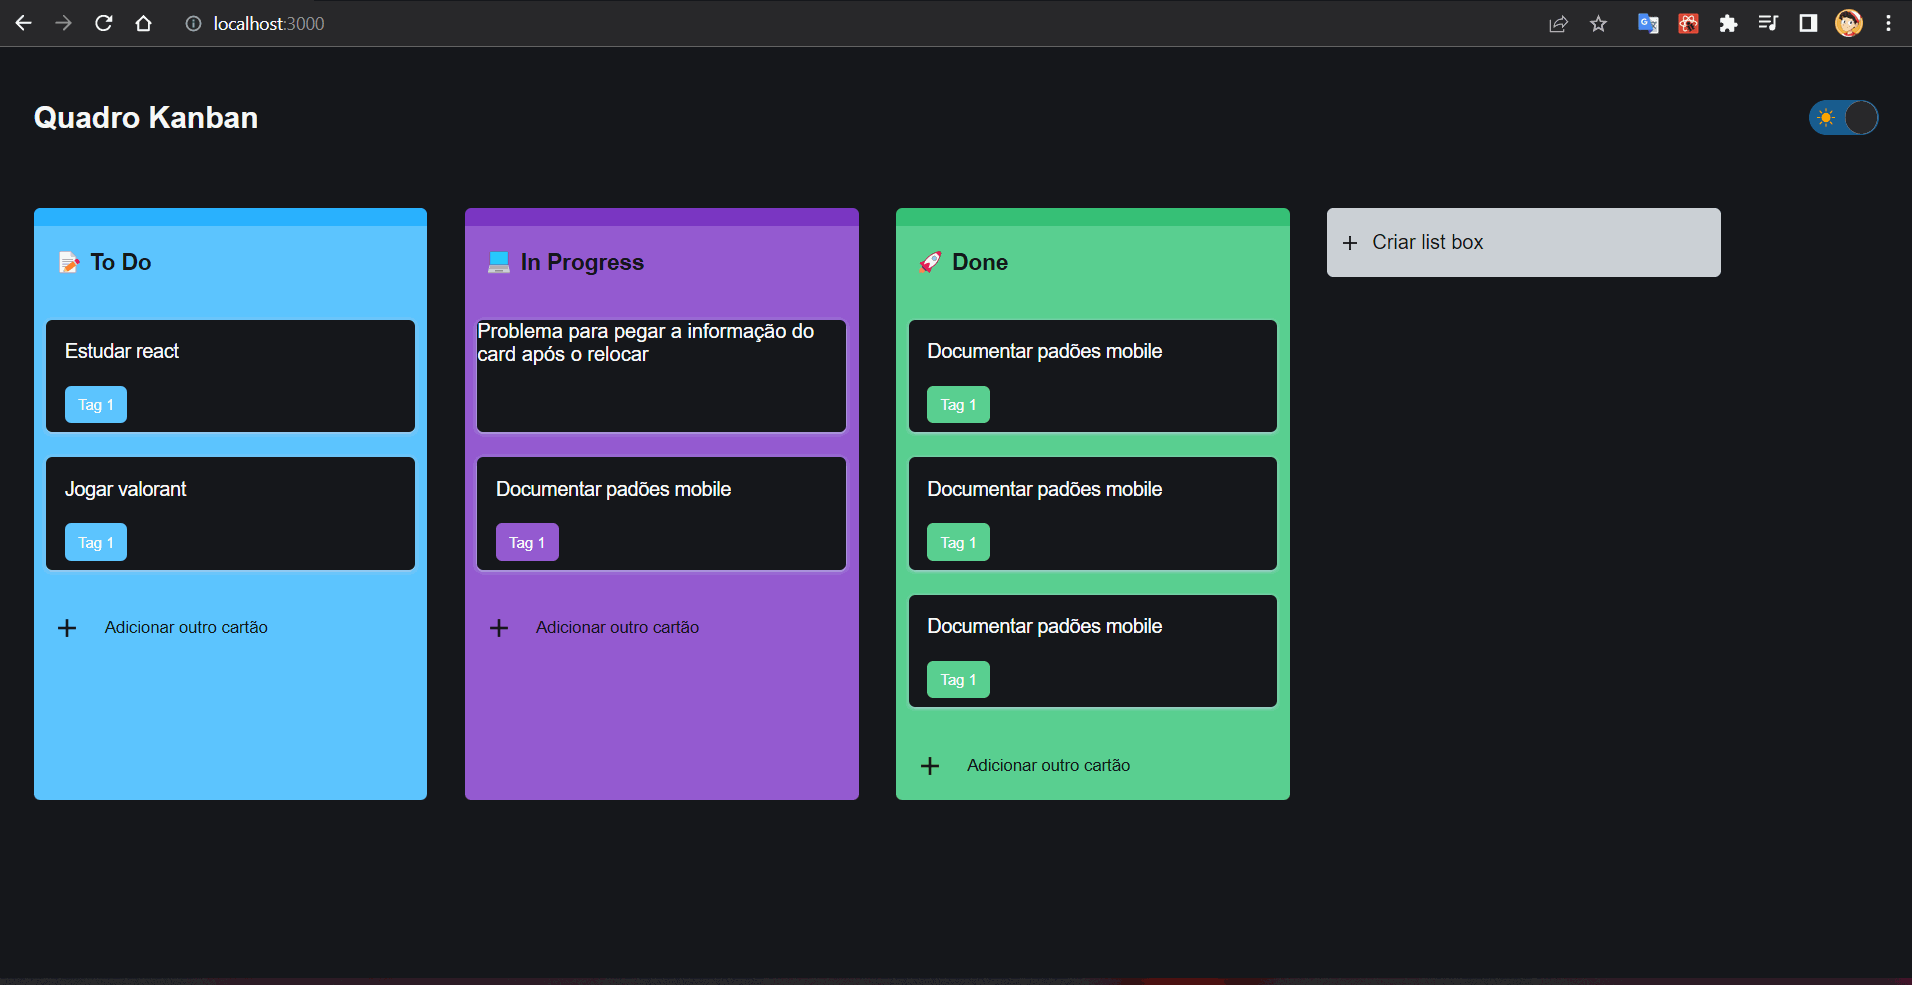 localhost:3000
Quadro Kanban
To Do
Estudar react
Tag 1
Jogar valorant
Tag 1
Adicionar outro cartão
In Progress
Problema para pegar a informação do
card após o relocar
Documentar padões mobile
Tag 1
Adicionar outro cartão
Done
Documentar padões mobile
Tag 1
Documentar padões mobile
Tag 1
Documentar padões mobile
Tag 1
Adicionar outro cartão
Criar list box